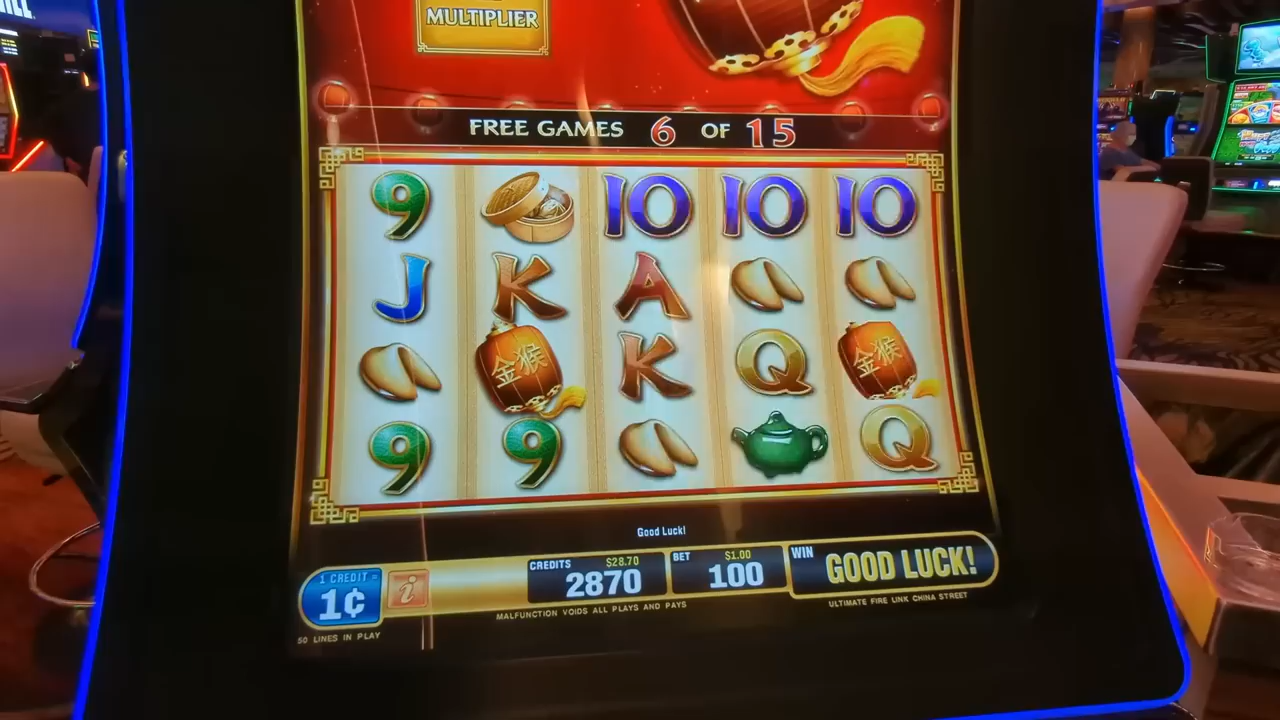 MULTIPLIER
FREE GAMES 6 OF 15
9 10 10 10
J K A
金猴 K Q 金猴
9 9 Q
Good Luck!
1 CREDIT =
1¢
i
CREDITS $28.70
2870
BET $1.00
100
WIN GOOD LUCK!
MALFUNCTION VOIDS ALL PLAYS AND PAYS
ULTIMATE FIRE LINK CHINA STREET
50 LINES IN PLAY